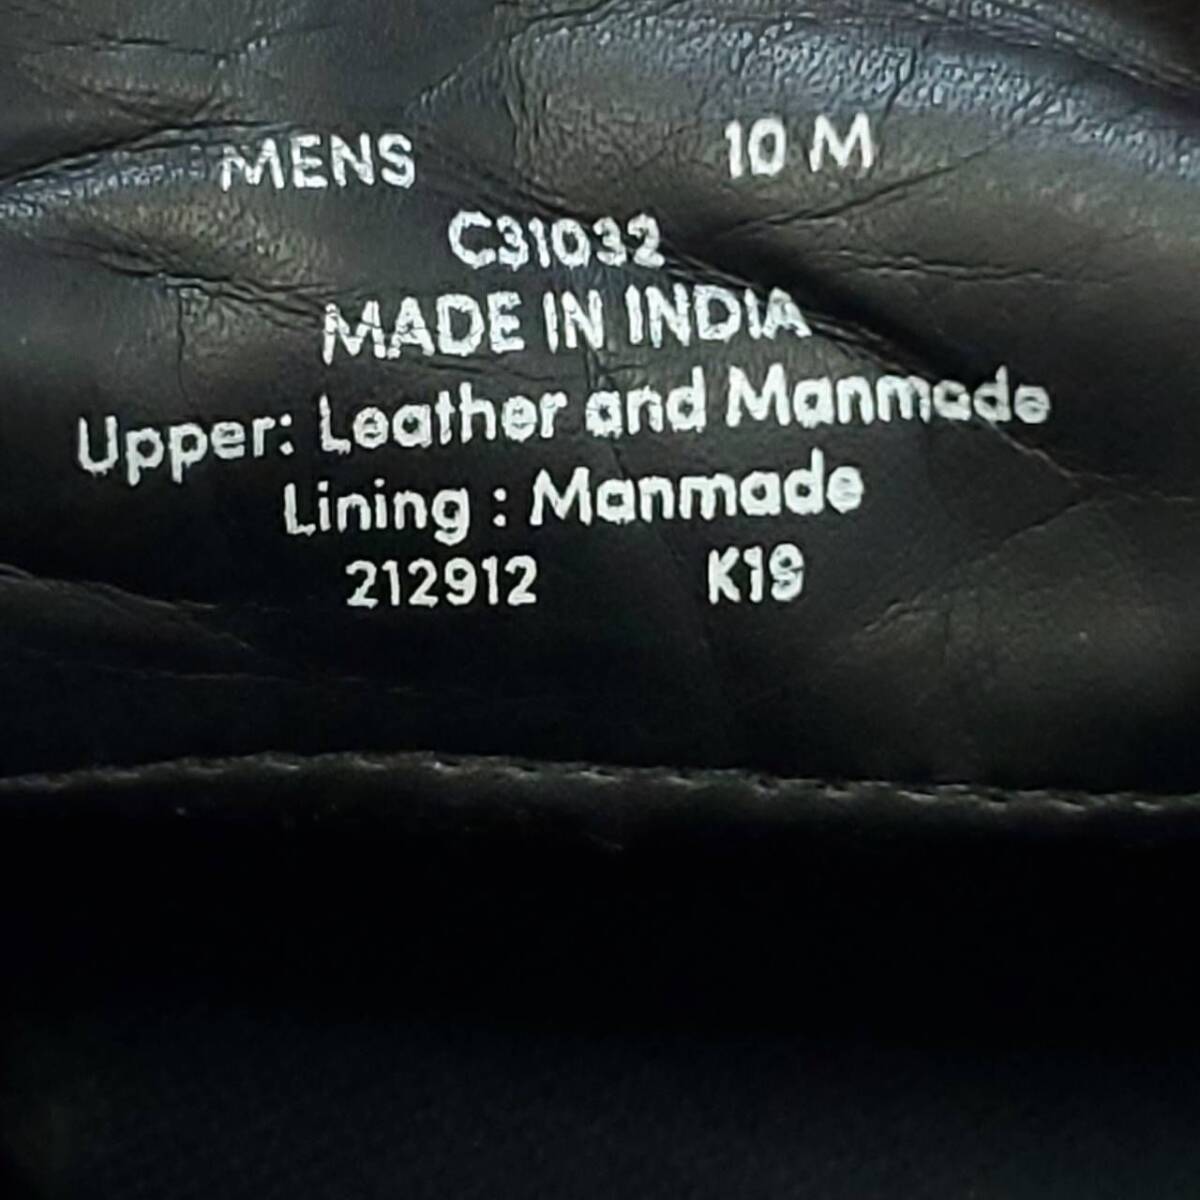 MENS 10 M
C31032
MADE IN INDIA
Upper: Leather and Manmade
Lining : Manmade
212912 K19